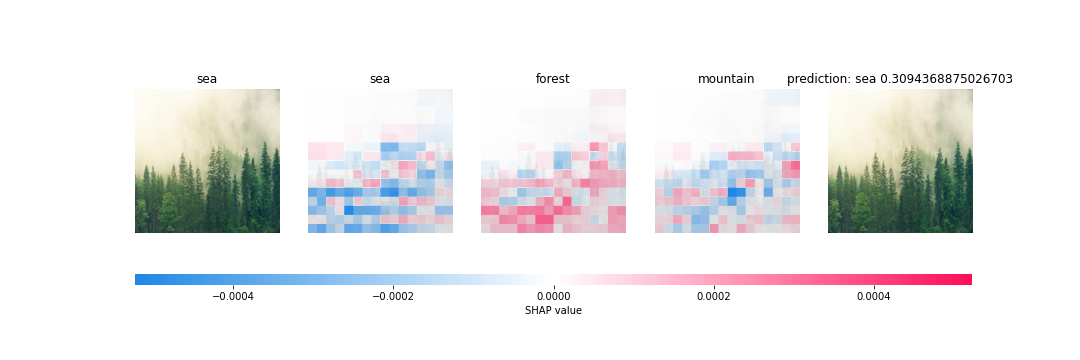 sea
sea
forest
mountain
prediction: sea 0.3094368875026703
−0.0004
−0.0002
0.0000
0.0002
0.0004
SHAP value